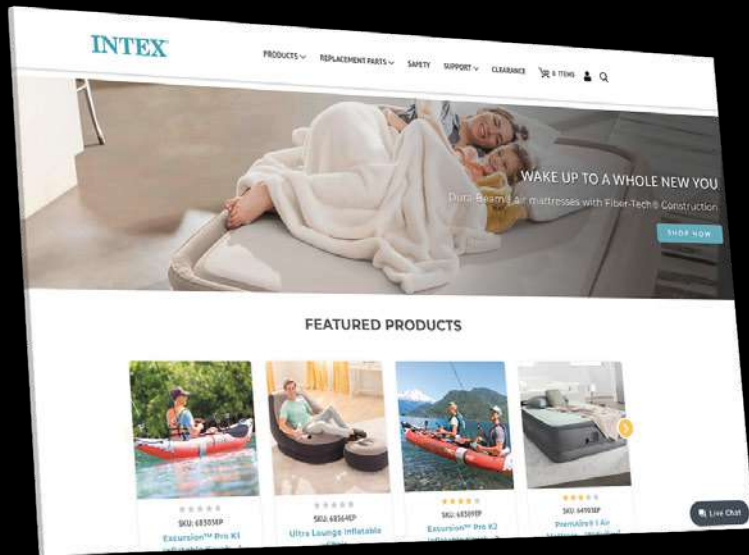 INTEX
PRODUCTS
REPLACEMENT PARTS
SAFETY
SUPPORT
CLEARANCE
0 ITEMS
WAKE UP TO A WHOLE NEW YOU
Dura-Beam® air mattresses with Fiber-Tech® Construction
SHOP NOW
FEATURED PRODUCTS
SKU: 68303EP
Excursion™ Pro K1
SKU: 68564EP
Ultra Lounge Inflatable
SKU: 68309EP
Excursion™ Pro K2
SKU: 64903EP
PremAire® I Air
Live Chat